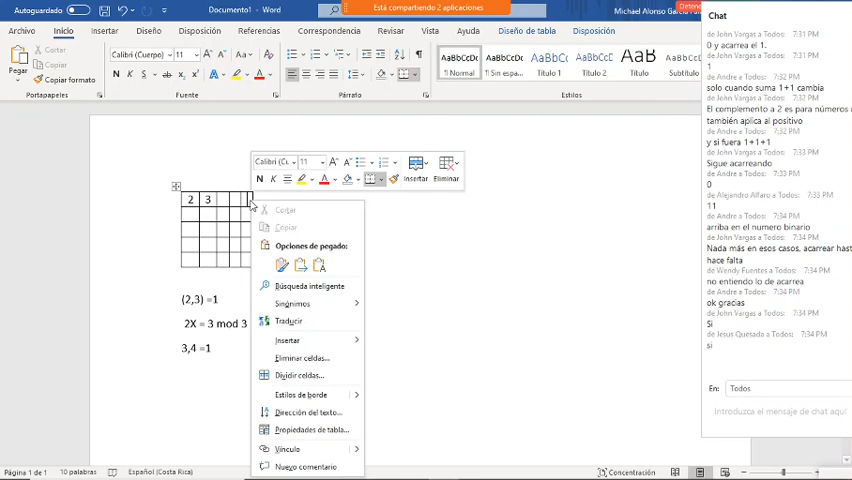 Autoguardado
Documento1 - Word
Está compartiendo 2 aplicaciones
Michael Alonso García
Archivo
Inicio
Insertar
Diseño
Disposición
Referencias
Ayuda
Diseño de tabla
Disposición
Pegar
Cortar
Copiar
Copiar formato
Portapapeles
Calibri (Cuerpo)
11
Párrafo
AaBbCcDc
AaBbCcDc
AaBbCc
AaBbCcE
AaB
AaBbCcD
¶ Normal
¶ Sin espa...
Título 1
Título 2
Título
Subtítulo
Estilos
Calibri (Cu
11
Insertar
Eliminar
2 3
(2,3) =1
2X = 3 mod 3
3,4 =1
Cortar
Copiar
Opciones de pegado:
Búsqueda inteligente
Sinónimos
Traducir
Insertar
Eliminar celdas...
Dividir celdas...
Estilos de borde
Dirección del texto...
Propiedades de tabla...
Vínculo
Nuevo comentario
Chat
de John Vargas a Todos: 7:31 PM
0 y acarrea el 1.
de John Vargas a Todos: 7:31 PM
1
de Andre a Todos: 7:32 PM
solo cuando suma 1+1 cambia
de John Vargas a Todos: 7:32 PM
El complemento a 2 es para números
también aplica al positivo
de Andre a Todos: 7:32 PM
y si fuera 1+1+1
de John Vargas a Todos: 7:33 PM
Sigue acarreando
de John Vargas a Todos: 7:33 PM
0
de Alejandro Alfaro a Todos: 7:33 PM
11
de Andre a Todos: 7:34 PM
arriba en el numero binario
de John Vargas a Todos: 7:34 PM
Nada más en esos casos, acarrear hast
hace falta
de Wendy Fuentes a Todos: 7:34 PM
no entiendo lo de acarrea
de Andre a Todos: 7:34 PM
ok gracias
de John Vargas a Todos: 7:34 PM
Si
de Jesus Quesada a Todos: 7:34 PM
si
En: Todos
Introduzca el mensaje de chat aquí
Página 1 de 1
10 palabras
Español (Costa Rica)
Concentración